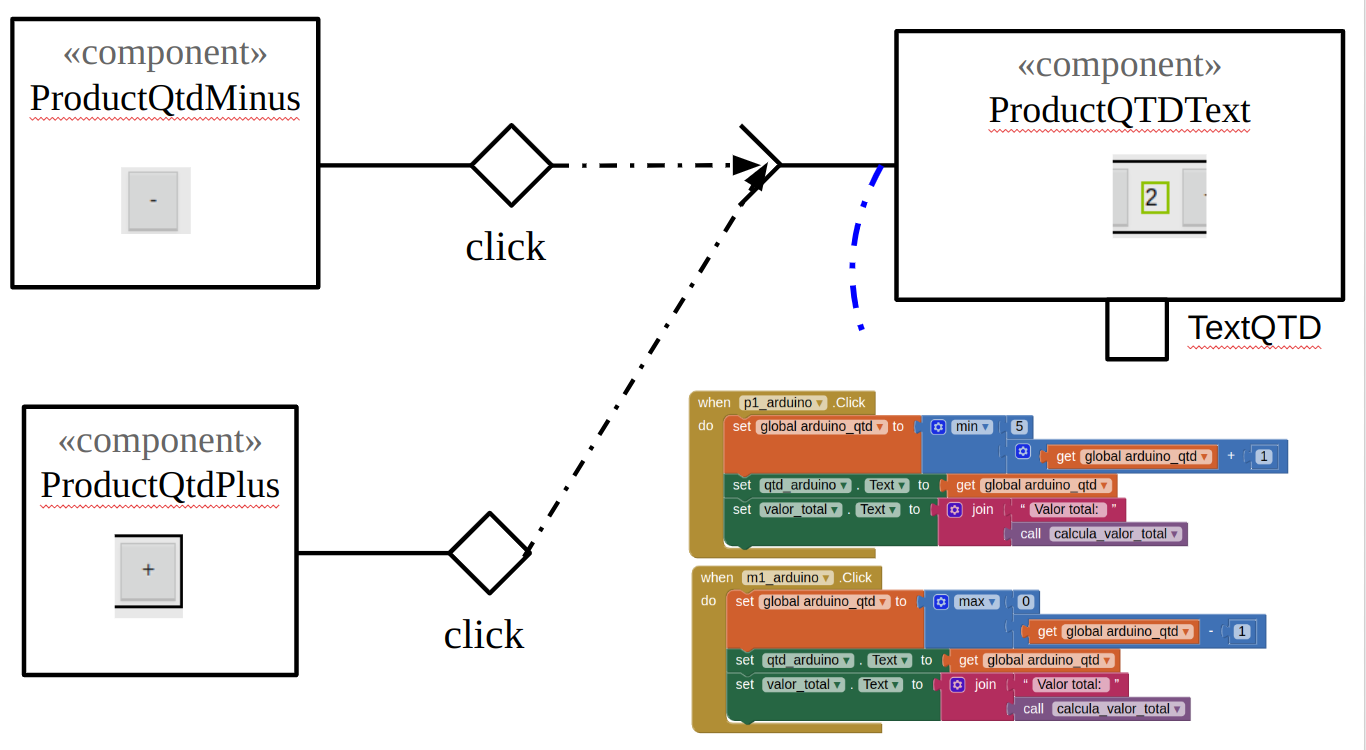 «component»
ProductQtdMinus
-
click
«component»
ProductQTDText
2
TextQTD
«component»
ProductQtdPlus
+
click
when p1_arduino .Click
do set global arduino_qtd to min 5
get global arduino_qtd + 1
set qtd_arduino . Text to get global arduino_qtd
set valor_total . Text to join “ Valor total: ”
call calcula_valor_total
when m1_arduino .Click
do set global arduino_qtd to max 0
get global arduino_qtd - 1
set qtd_arduino . Text to get global arduino_qtd
set valor_total . Text to join “ Valor total: ”
call calcula_valor_total